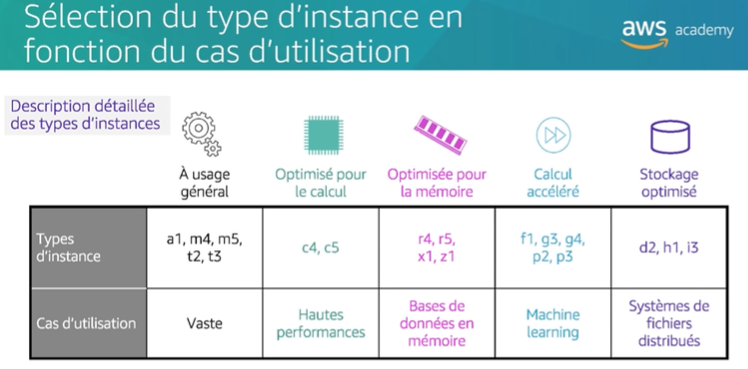 Sélection du type d'instance en
fonction du cas d'utilisation
aws academy
Description détaillée
des types d'instances
À usage
général
Optimisé pour
le calcul
Optimisée pour
la mémoire
Calcul
accéléré
Stockage
optimisé
Types
d'instance
a1, m4, m5,
t2, t3
c4, c5
r4, r5,
x1, z1
f1, g3, g4,
p2, p3
d2, h1, i3
Cas d'utilisation
Vaste
Hautes
performances
Bases de
données en
mémoire
Machine
learning
Systèmes de
fichiers
distribués